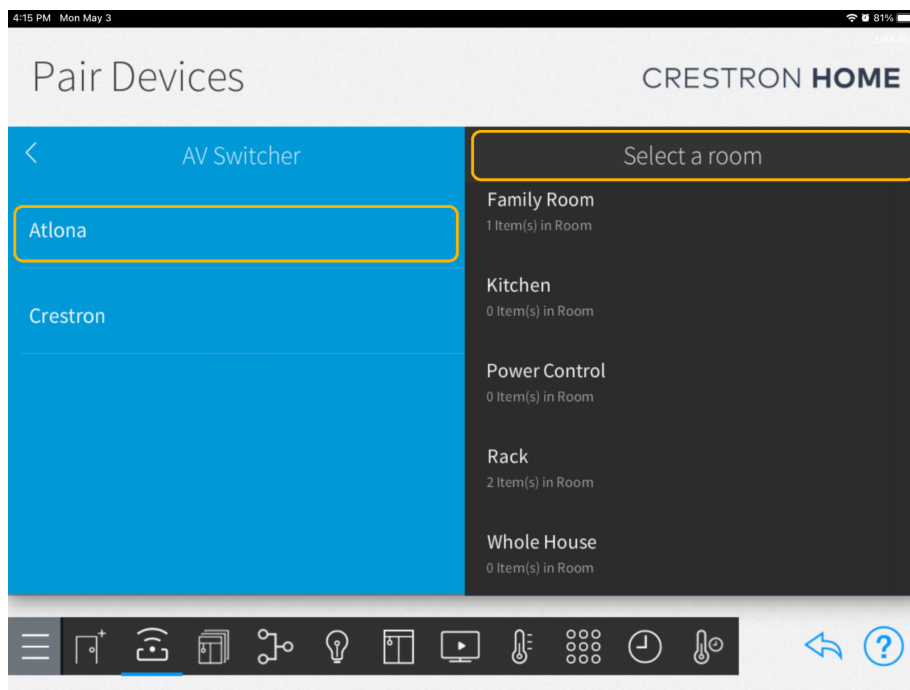 4:15 PM Mon May 3
81%
Pair Devices
CRESTRON HOME
AV Switcher
Atlona
Crestron
Select a room
Family Room
1 Item(s) in Room
Kitchen
0 Item(s) in Room
Power Control
0 Item(s) in Room
Rack
2 Item(s) in Room
Whole House
0 Item(s) in Room
?